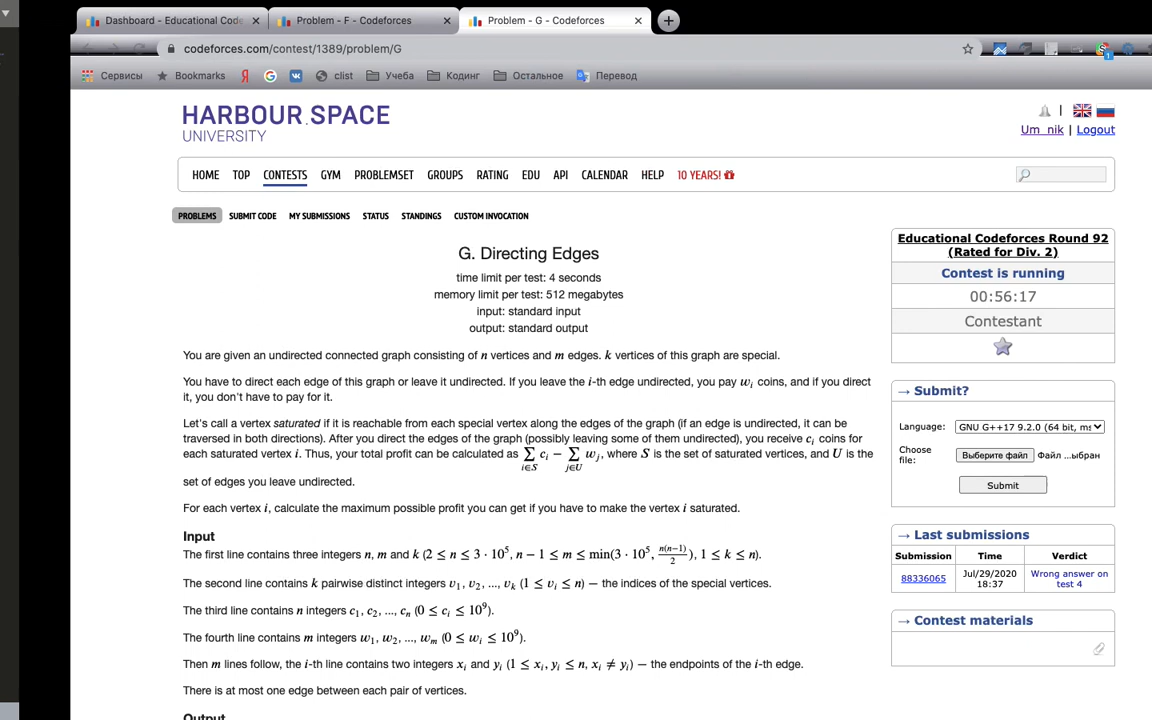 Dashboard - Educational Code
Problem - F - Codeforces
Problem - G - Codeforces
codeforces.com/contest/1389/problem/G
Сервисы
Bookmarks
clist
Учеба
Кодинг
Остальное
Перевод
HARBOUR.SPACE
UNIVERSITY
Um_nik | Logout
HOME TOP CONTESTS GYM PROBLEMSET GROUPS RATING EDU API CALENDAR HELP 10 YEARS!
PROBLEMS SUBMIT CODE MY SUBMISSIONS STATUS STANDINGS CUSTOM INVOCATION
G. Directing Edges
time limit per test: 4 seconds
memory limit per test: 512 megabytes
input: standard input
output: standard output
You are given an undirected connected graph consisting of n vertices and m edges. k vertices of this graph are special.
You have to direct each edge of this graph or leave it undirected. If you leave the i-th edge undirected, you pay w_i coins, and if you direct
it, you don't have to pay for it.
Let's call a vertex saturated if it is reachable from each special vertex along the edges of the graph (if an edge is undirected, it can be
traversed in both directions). After you direct the edges of the graph (possibly leaving some of them undirected), you receive c_i coins for
each saturated vertex i. Thus, your total profit can be calculated as ∑_{i∈S} c_i − ∑_{j∈U} w_j, where S is the set of saturated vertices, and U is the
set of edges you leave undirected.
For each vertex i, calculate the maximum possible profit you can get if you have to make the vertex i saturated.
Input
The first line contains three integers n, m and k (2 ≤ n ≤ 3 · 10^5, n − 1 ≤ m ≤ min(3 · 10^5, n(n−1)/2), 1 ≤ k ≤ n).
The second line contains k pairwise distinct integers v_1, v_2, ..., v_k (1 ≤ v_i ≤ n) — the indices of the special vertices.
The third line contains n integers c_1, c_2, ..., c_n (0 ≤ c_i ≤ 10^9).
The fourth line contains m integers w_1, w_2, ..., w_m (0 ≤ w_i ≤ 10^9).
Then m lines follow, the i-th line contains two integers x_i and y_i (1 ≤ x_i, y_i ≤ n, x_i ≠ y_i) — the endpoints of the i-th edge.
There is at most one edge between each pair of vertices.
Output
Educational Codeforces Round 92
(Rated for Div. 2)
Contest is running
00:56:17
Contestant
→ Submit?
Language: GNU G++17 9.2.0 (64 bit, ms
Choose
file: Выберите файл Файл ...ыбран
Submit
→ Last submissions
Submission Time Verdict
88336065 Jul/29/2020 18:37 Wrong answer on test 4
→ Contest materials